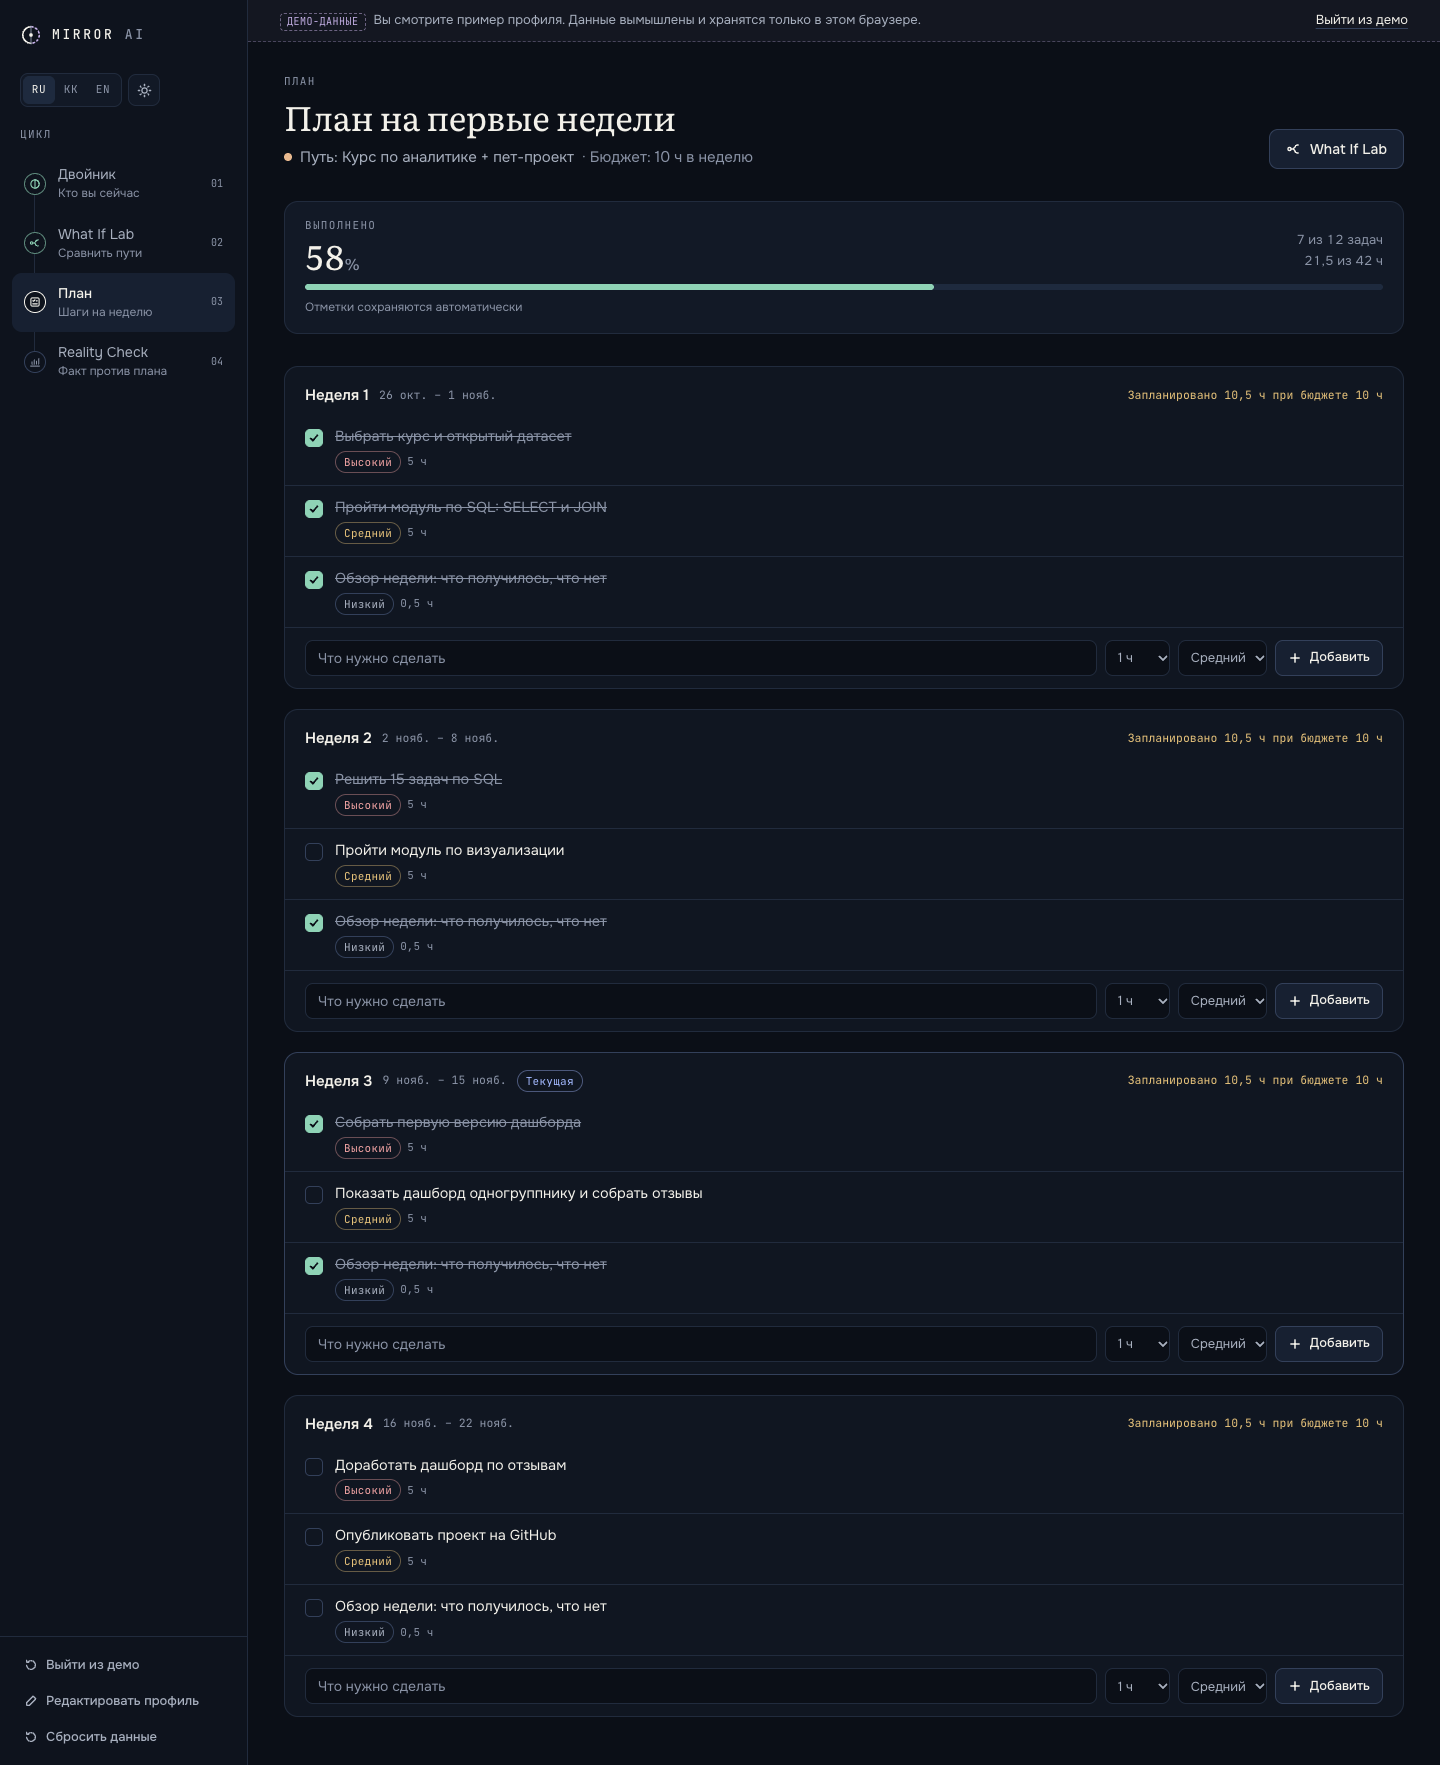 MIRROR AI
RU KK EN
ЦИКЛ
Двойник
Кто вы сейчас
01
What If Lab
Сравнить пути
02
План
Шаги на неделю
03
Reality Check
Факт против плана
04
Выйти из демо
Редактировать профиль
Сбросить данные
ДЕМО-ДАННЫЕ Вы смотрите пример профиля. Данные вымышлены и хранятся только в этом браузере. Выйти из демо
ПЛАН
План на первые недели
Путь: Курс по аналитике + пет-проект · Бюджет: 10 ч в неделю
What If Lab
ВЫПОЛНЕНО
58%
7 из 12 задач
21,5 из 42 ч
Отметки сохраняются автоматически
Неделя 1 26 окт. – 1 нояб. Запланировано 10,5 ч при бюджете 10 ч
Выбрать курс и открытый датасет
Высокий 5 ч
Пройти модуль по SQL: SELECT и JOIN
Средний 5 ч
Обзор недели: что получилось, что нет
Низкий 0,5 ч
Что нужно сделать 1 ч Средний Добавить
Неделя 2 2 нояб. – 8 нояб. Запланировано 10,5 ч при бюджете 10 ч
Решить 15 задач по SQL
Высокий 5 ч
Пройти модуль по визуализации
Средний 5 ч
Обзор недели: что получилось, что нет
Низкий 0,5 ч
Что нужно сделать 1 ч Средний Добавить
Неделя 3 9 нояб. – 15 нояб. Текущая Запланировано 10,5 ч при бюджете 10 ч
Собрать первую версию дашборда
Высокий 5 ч
Показать дашборд одногруппнику и собрать отзывы
Средний 5 ч
Обзор недели: что получилось, что нет
Низкий 0,5 ч
Что нужно сделать 1 ч Средний Добавить
Неделя 4 16 нояб. – 22 нояб. Запланировано 10,5 ч при бюджете 10 ч
Доработать дашборд по отзывам
Высокий 5 ч
Опубликовать проект на GitHub
Средний 5 ч
Обзор недели: что получилось, что нет
Низкий 0,5 ч
Что нужно сделать 1 ч Средний Добавить